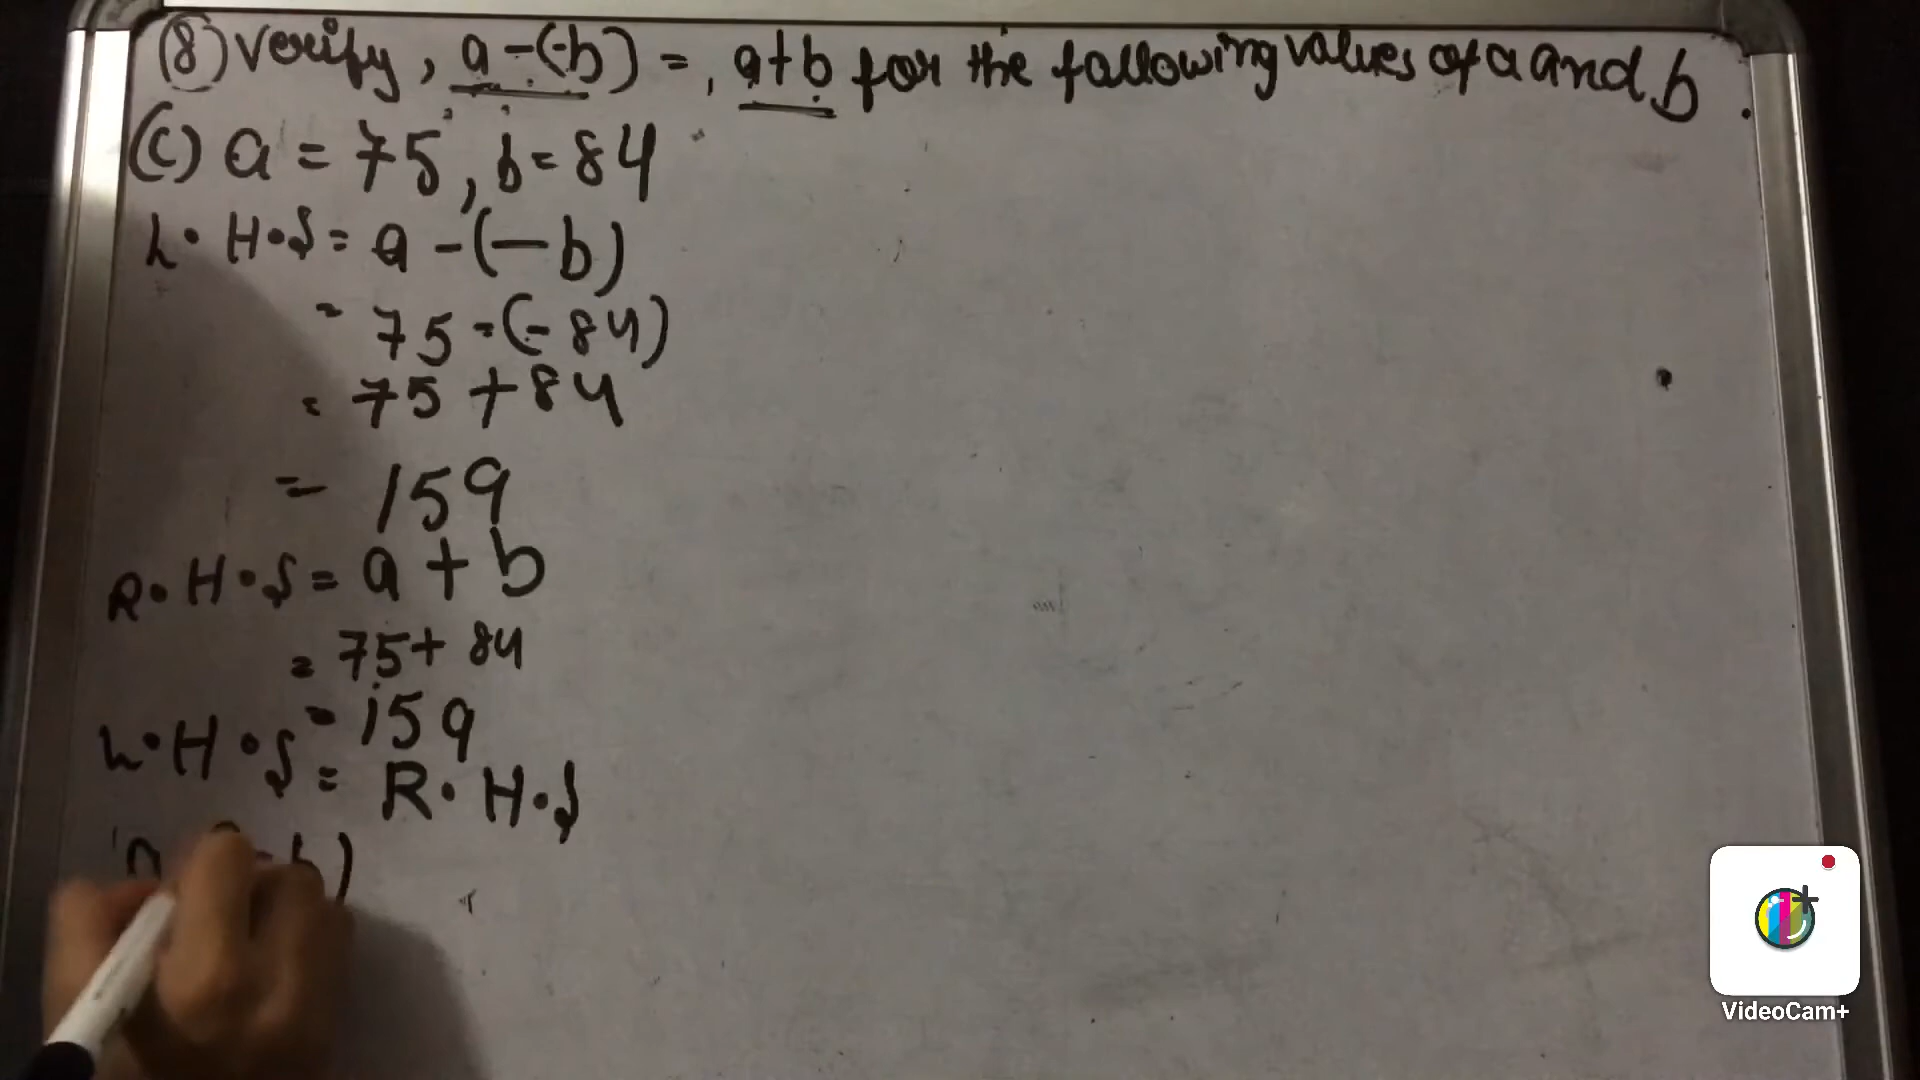 (8) Verify, a-(-b) = a+b for the following values of a and b.
(C) a = 75, b = 84
L.H.S = a -(-b)
= 75 -(-84)
= 75 + 84
= 159
R.H.S = a + b
= 75 + 84
= 159
L.H.S = R.H.S
-b)
VideoCam+